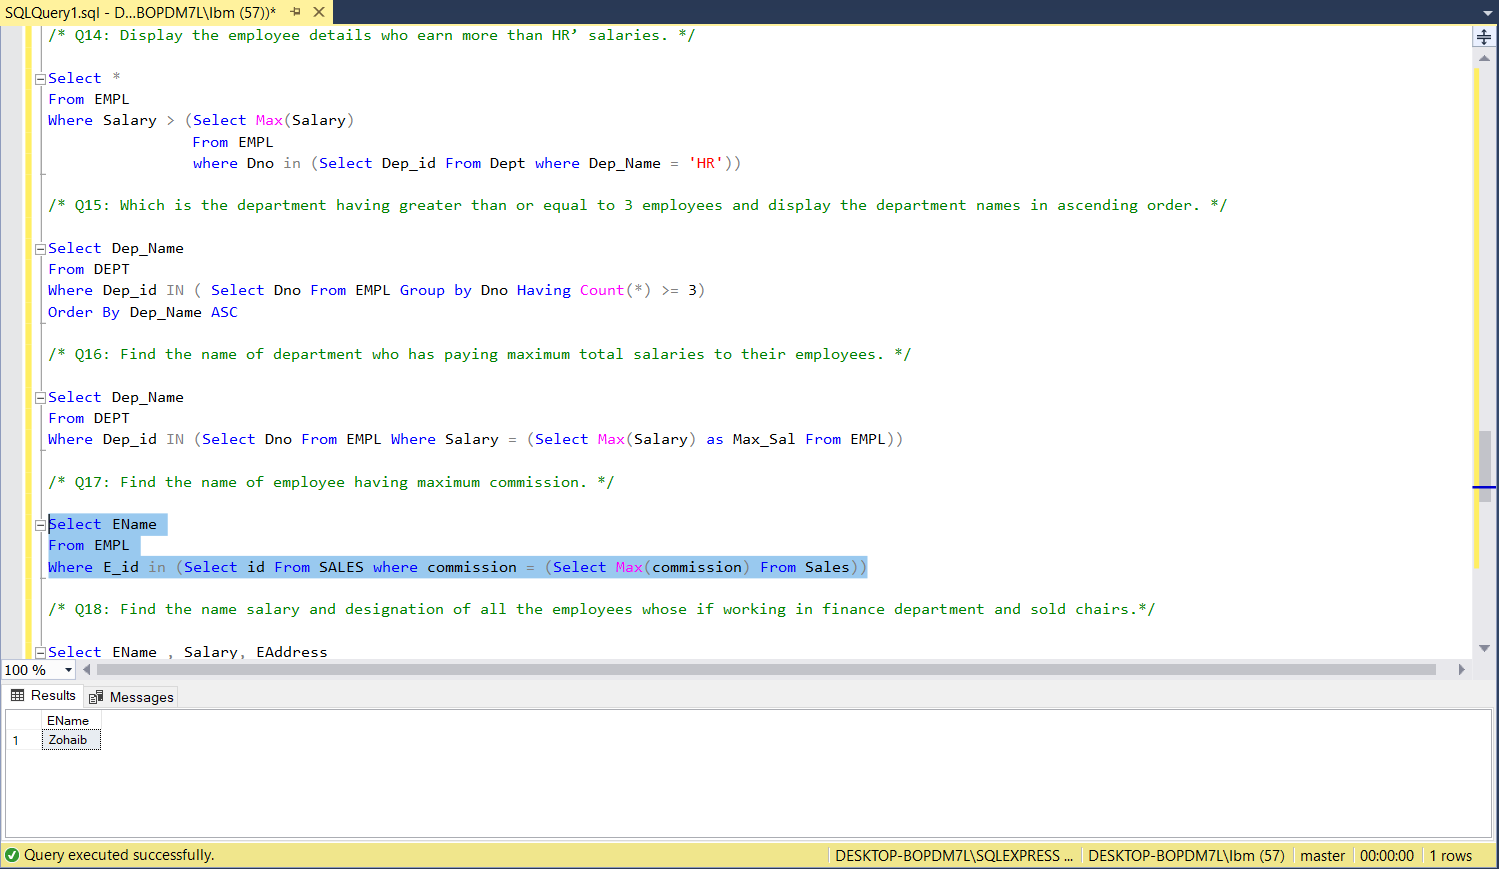 SQLQuery1.sql - D...BOPDM7L\Ibm (57))*
/* Q14: Display the employee details who earn more than HR’ salaries. */
Select *
From EMPL
Where Salary > (Select Max(Salary)
From EMPL
where Dno in (Select Dep_id From Dept where Dep_Name = 'HR'))
/* Q15: Which is the department having greater than or equal to 3 employees and display the department names in ascending order. */
Select Dep_Name
From DEPT
Where Dep_id IN ( Select Dno From EMPL Group by Dno Having Count(*) >= 3)
Order By Dep_Name ASC
/* Q16: Find the name of department who has paying maximum total salaries to their employees. */
Select Dep_Name
From DEPT
Where Dep_id IN (Select Dno From EMPL Where Salary = (Select Max(Salary) as Max_Sal From EMPL))
/* Q17: Find the name of employee having maximum commission. */
Select EName
From EMPL
Where E_id in (Select id From SALES where commission = (Select Max(commission) From Sales))
/* Q18: Find the name salary and designation of all the employees whose if working in finance department and sold chairs.*/
Select EName , Salary, EAddress
100 %
Results Messages
EName
1 Zohaib
Query executed successfully. DESKTOP-BOPDM7L\SQLEXPRESS ... DESKTOP-BOPDM7L\Ibm (57) master 00:00:00 1 rows